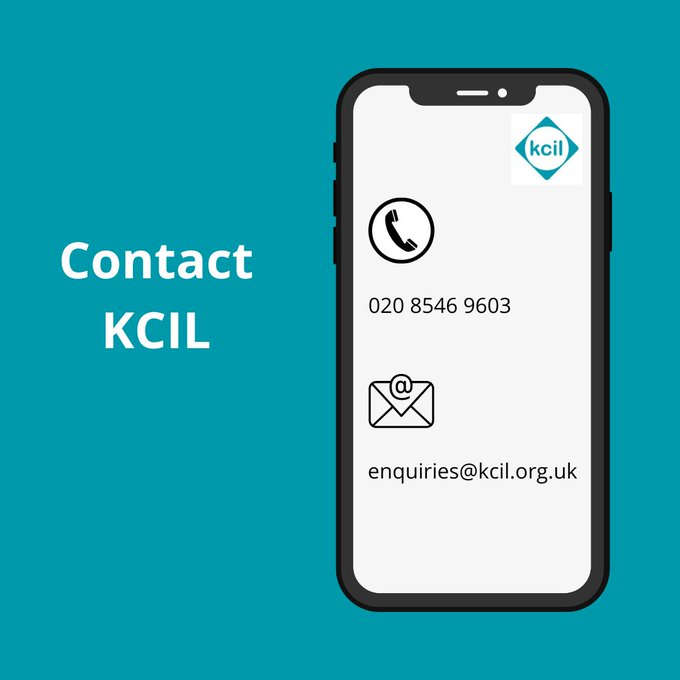 Contact
KCIL
kcil
020 8546 9603
@
enquiries@kcil.org.uk